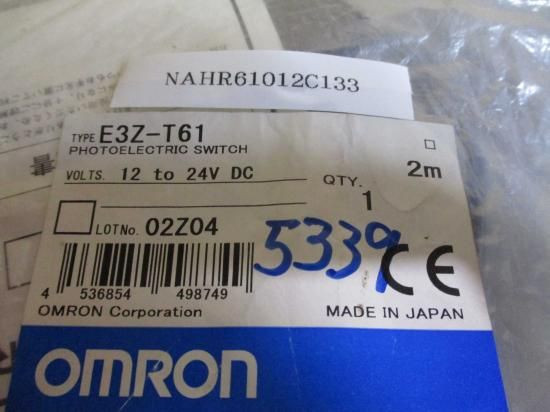 NAHR61012C133
TYPE E3Z-T61
PHOTOELECTRIC SWITCH
2m
VOLTS. 12 to 24V DC
QTY.
1
LOT No. 02Z04
5339
4 536854 498749
CE
OMRON Corporation
MADE IN JAPAN
OMRON